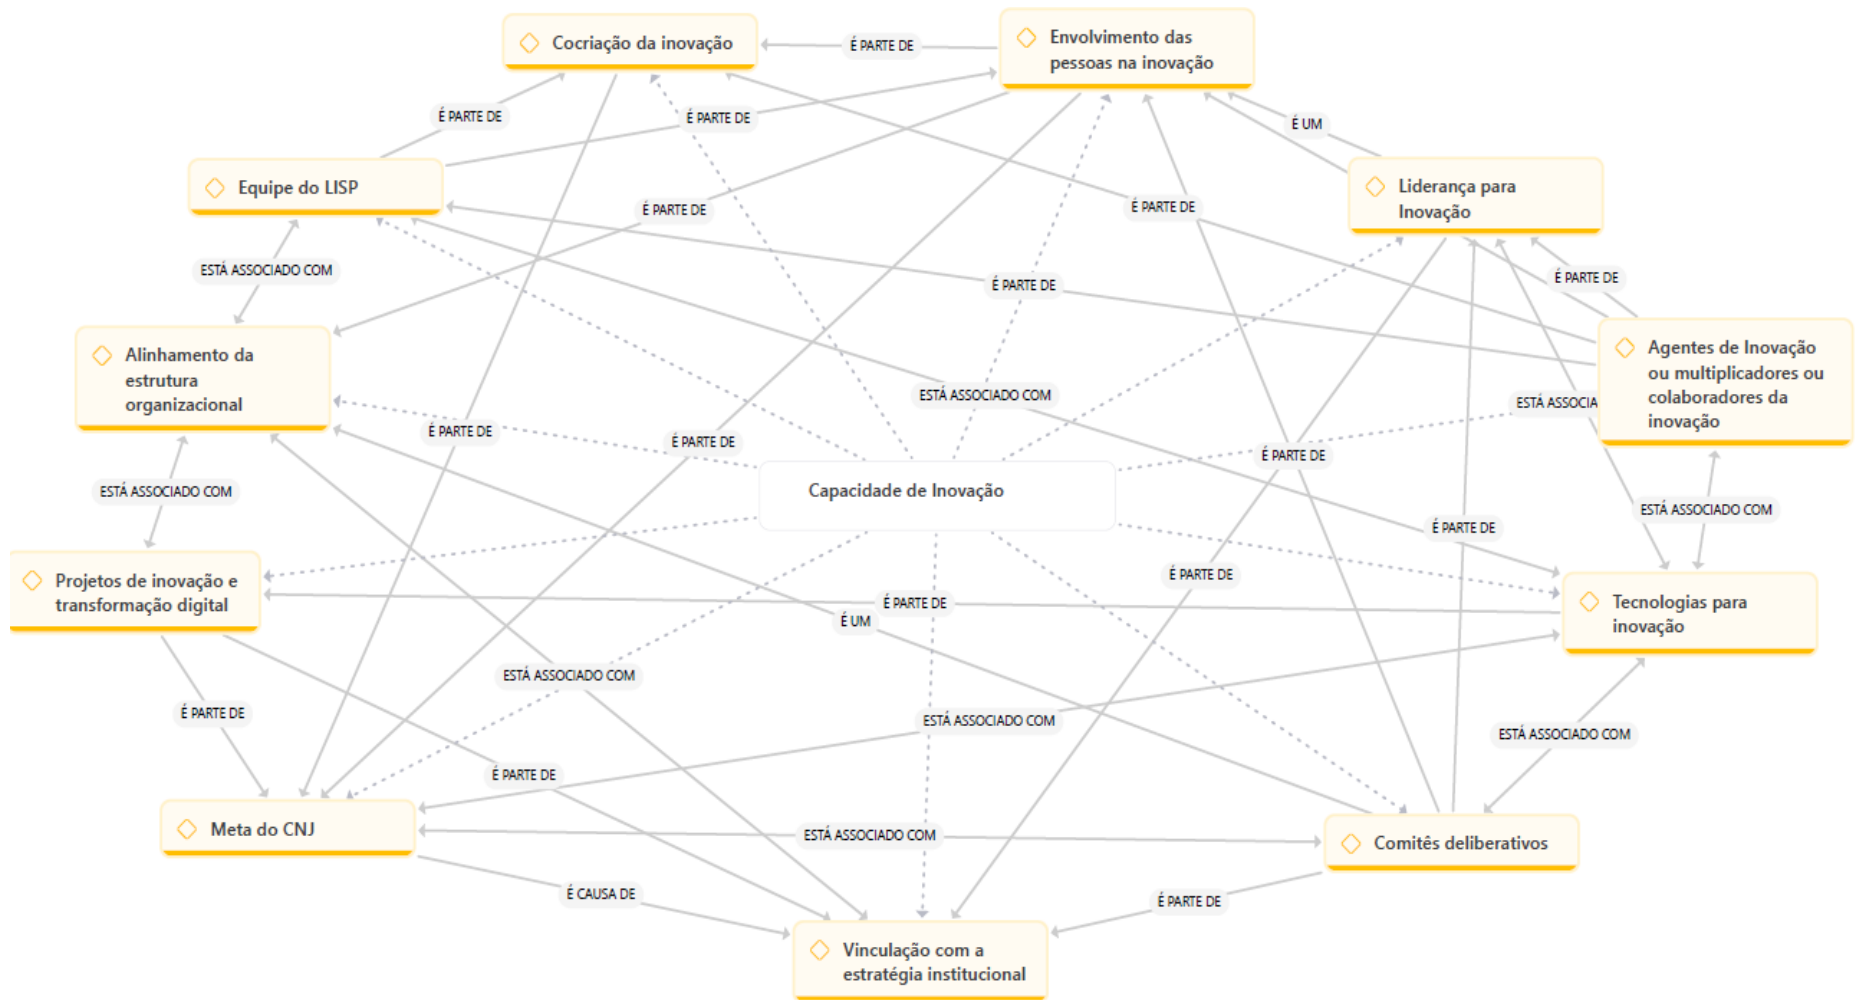 Cocriação da inovação
É PARTE DE
Envolvimento das
pessoas na inovação
É PARTE DE
É PARTE DE
É UM
Equipe do LISP
Liderança para
Inovação
É PARTE DE
É PARTE DE
ESTÁ ASSOCIADO COM
É PARTE DE
É PARTE DE
Alinhamento da
estrutura
organizacional
Agentes de Inovação
ou multiplicadores ou
colaboradores da
inovação
ESTÁ ASSOCIADO COM
ESTÁ ASSOCIA
É PARTE DE
É PARTE DE
É PARTE DE
ESTÁ ASSOCIADO COM
Capacidade de Inovação
ESTÁ ASSOCIADO COM
É PARTE DE
É PARTE DE
Projetos de inovação e
transformação digital
É PARTE DE
É UM
Tecnologias para
inovação
ESTÁ ASSOCIADO COM
É PARTE DE
ESTÁ ASSOCIADO COM
ESTÁ ASSOCIADO COM
É PARTE DE
Meta do CNJ
ESTÁ ASSOCIADO COM
Comitês deliberativos
É CAUSA DE
É PARTE DE
Vinculação com a
estratégia institucional